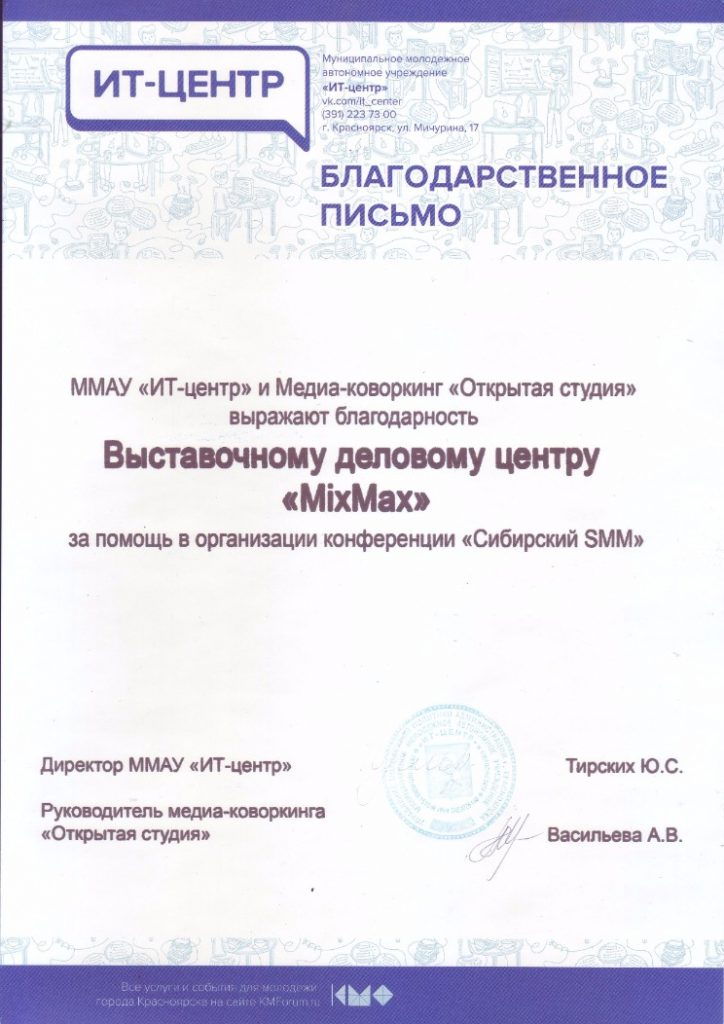 ИТ-ЦЕНТР
Муниципальное молодежное
автономное учреждение
«ИТ-центр»
vk.com/it_center
(391) 223 73 00
г. Красноярск, ул. Мичурина, 17
БЛАГОДАРСТВЕННОЕ
ПИСЬМО
ММАУ «ИТ-центр» и Медиа-коворкинг «Открытая студия»
выражают благодарность
Выставочному деловому центру
«MixMax»
за помощь в организации конференции «Сибирский SMM»
Директор ММАУ «ИТ-центр»
Тирских Ю.С.
Руководитель медиа-коворкинга
«Открытая студия»
Васильева А.В.
«ИТ-ЦЕНТР»
Все услуги и события для молодежи
города Красноярска на сайте KMForum.ru